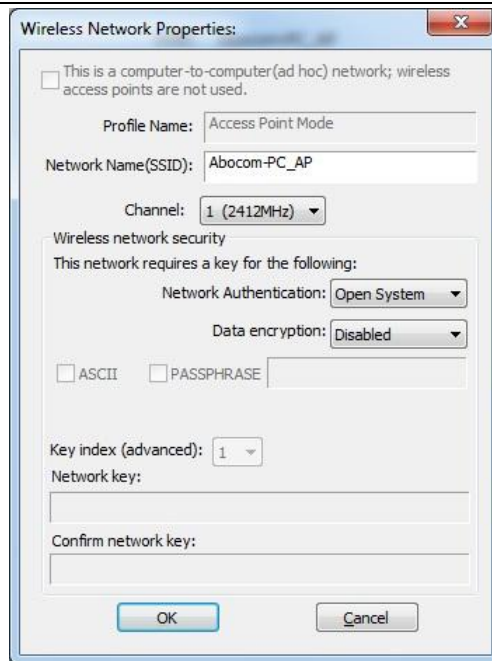 Wireless Network Properties:
This is a computer-to-computer(ad hoc) network; wireless
access points are not used.
Profile Name: Access Point Mode
Network Name(SSID): Abocom-PC_AP
Channel: 1 (2412MHz)
Wireless network security
This network requires a key for the following:
Network Authentication: Open System
Data encryption: Disabled
ASCII PASSPHRASE
Key index (advanced): 1
Network key:
Confirm network key:
OK Cancel